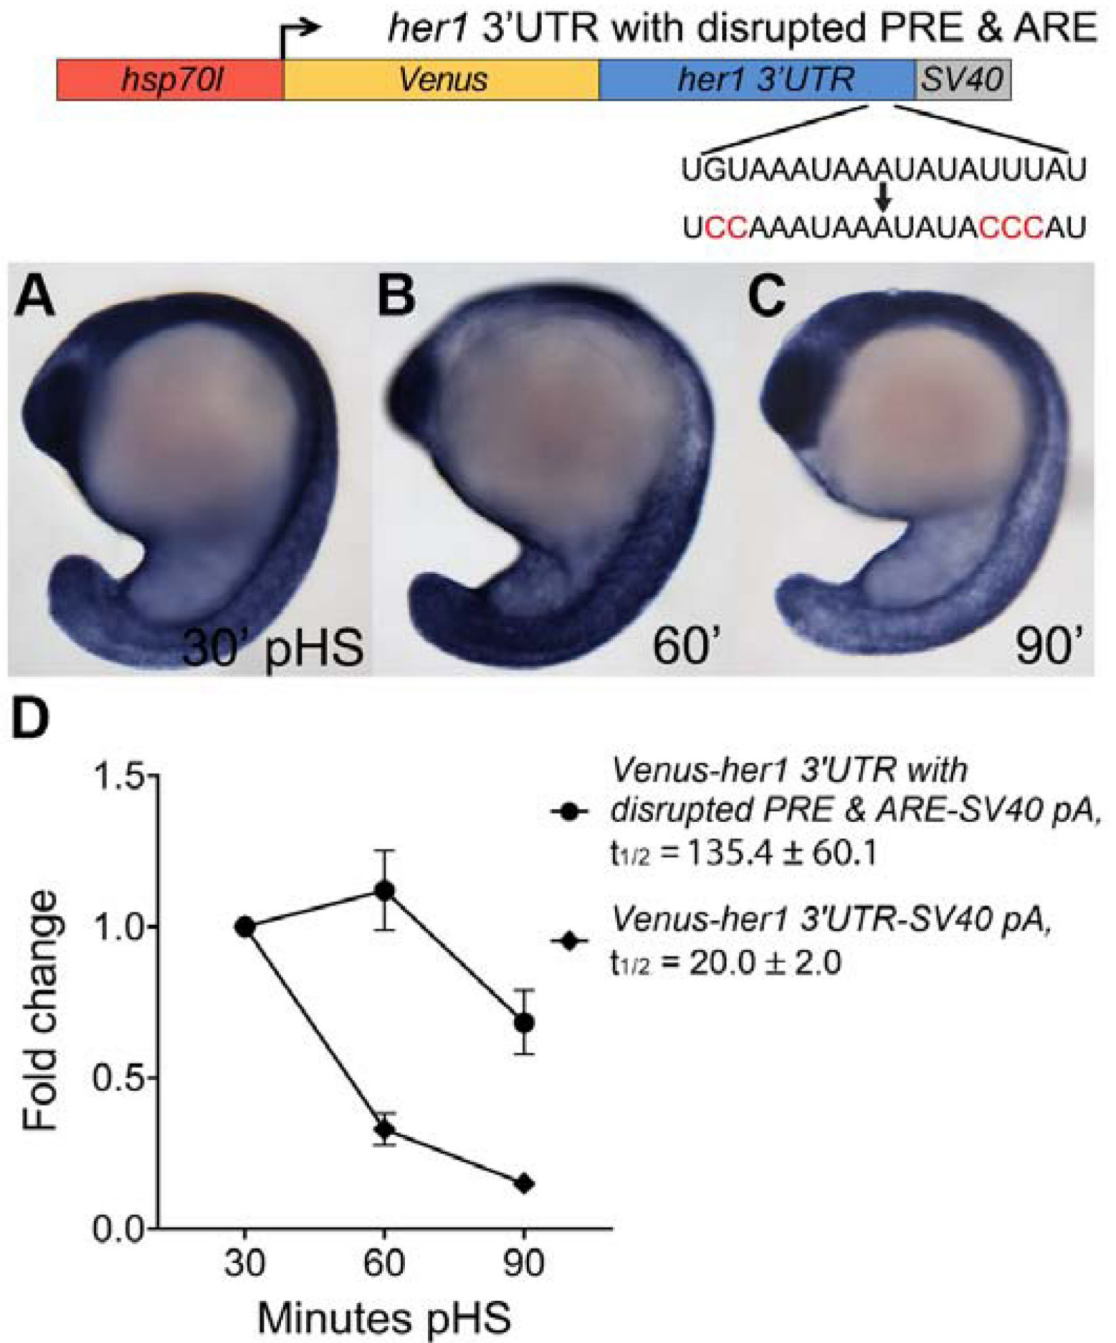 her1 3’UTR with disrupted PRE & ARE
hsp70l Venus her1 3’UTR SV40
UGUAAAUAAAUAUAUUUAU
UCCAAAUAAAUAUACCCAU
A B C
30’ pHS 60’ 90’
D
Venus-her1 3'UTR with
disrupted PRE & ARE-SV40 pA,
t1/2 = 135.4 ± 60.1
Venus-her1 3'UTR-SV40 pA,
t1/2 = 20.0 ± 2.0
Fold change
1.5
1.0
0.5
0.0
30 60 90
Minutes pHS